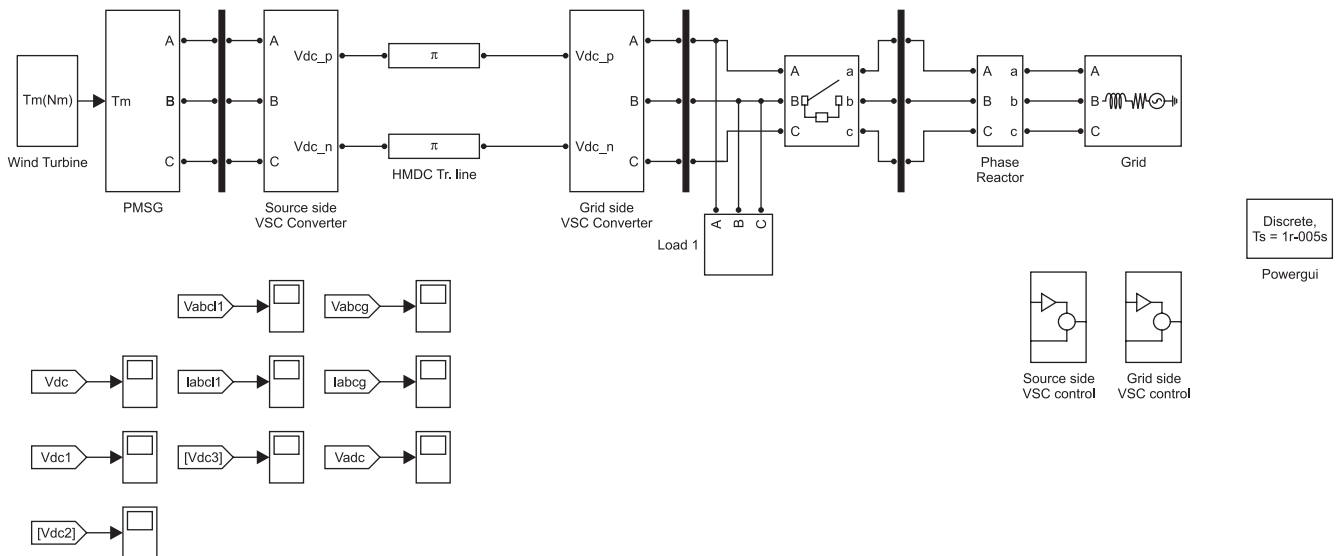 Tm(Nm)
Wind Turbine
Tm
A
B
C
PMSG
A
B
C
Vdc_p
Vdc_n
Source side
VSC Converter
π
π
HMDC Tr. line
Vdc_p
Vdc_n
A
B
C
Grid side
VSC Converter
A
B
C
Load 1
A
B
C
a
b
c
A
B
C
a
b
c
Phase
Reactor
A
B
C
Grid
Discrete,
Ts = 1r-005s
Powergui
Vabcl1
Vabcg
Vdc
Iabcl1
Iabcg
Vdc1
[Vdc3]
Vadc
[Vdc2]
Source side
VSC control
Grid side
VSC control